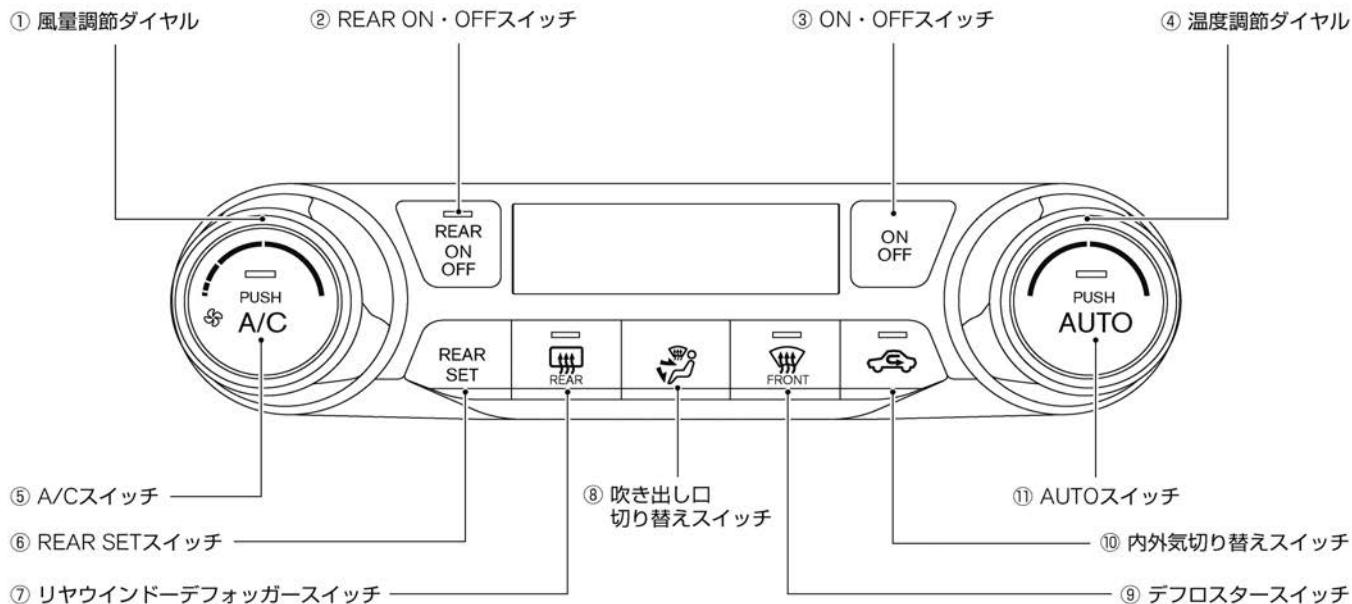 ① 風量調節ダイヤル
② REAR ON・OFFスイッチ
③ ON・OFFスイッチ
④ 温度調節ダイヤル
REAR
ON
OFF
ON
OFF
PUSH
A/C
PUSH
AUTO
REAR
SET
REAR
FRONT
⑤ A/Cスイッチ
⑥ REAR SETスイッチ
⑦ リヤウインドーデフォッガースイッチ
⑧ 吹き出し口
切り替えスイッチ
⑪ AUTOスイッチ
⑩ 内外気切り替えスイッチ
⑨ デフロスタースイッチ